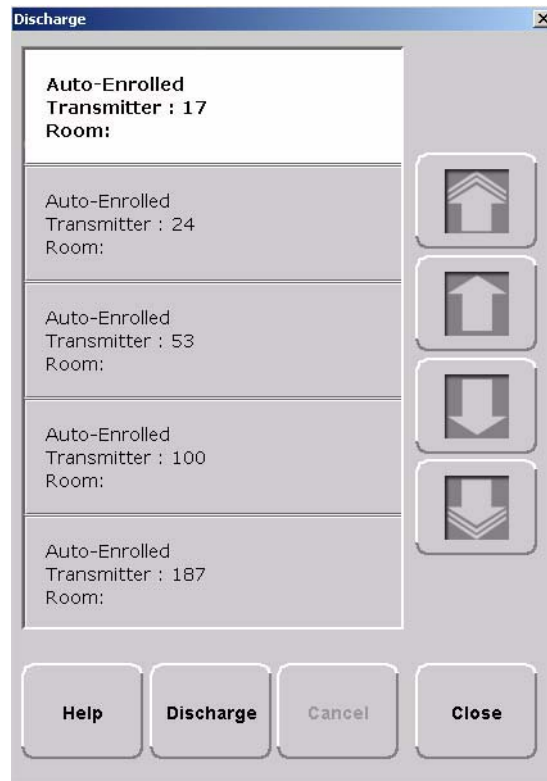 Discharge
Auto-Enrolled
Transmitter : 17
Room:
Auto-Enrolled
Transmitter : 24
Room:
Auto-Enrolled
Transmitter : 53
Room:
Auto-Enrolled
Transmitter : 100
Room:
Auto-Enrolled
Transmitter : 187
Room:
Help Discharge Cancel Close